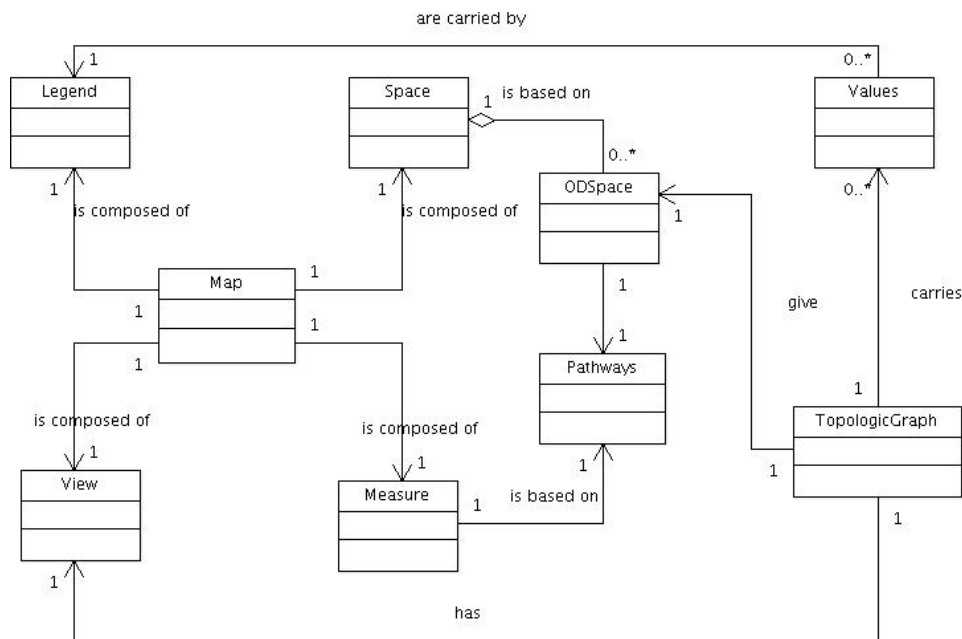 are carried by
1
0..*
Legend
Space
1
is based on
Values
0..*
1
1
0..*
ODSpace
1
is composed of
is composed of
Map
1
1
1
give
carries
1
1
1
1
Pathways
is composed of
is composed of
1
TopologicGraph
1
1
1
1
View
Measure
1
is based on
1
1
has